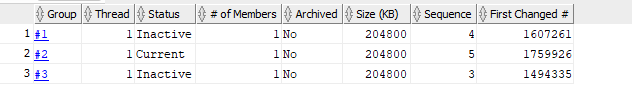 Group Thread Status # of Members Archived Size (KB) Sequence First Changed #
1 #1 1 Inactive 1 No 204800 4 1607261
2 #2 1 Current 1 No 204800 5 1759926
3 #3 1 Inactive 1 No 204800 3 1494335